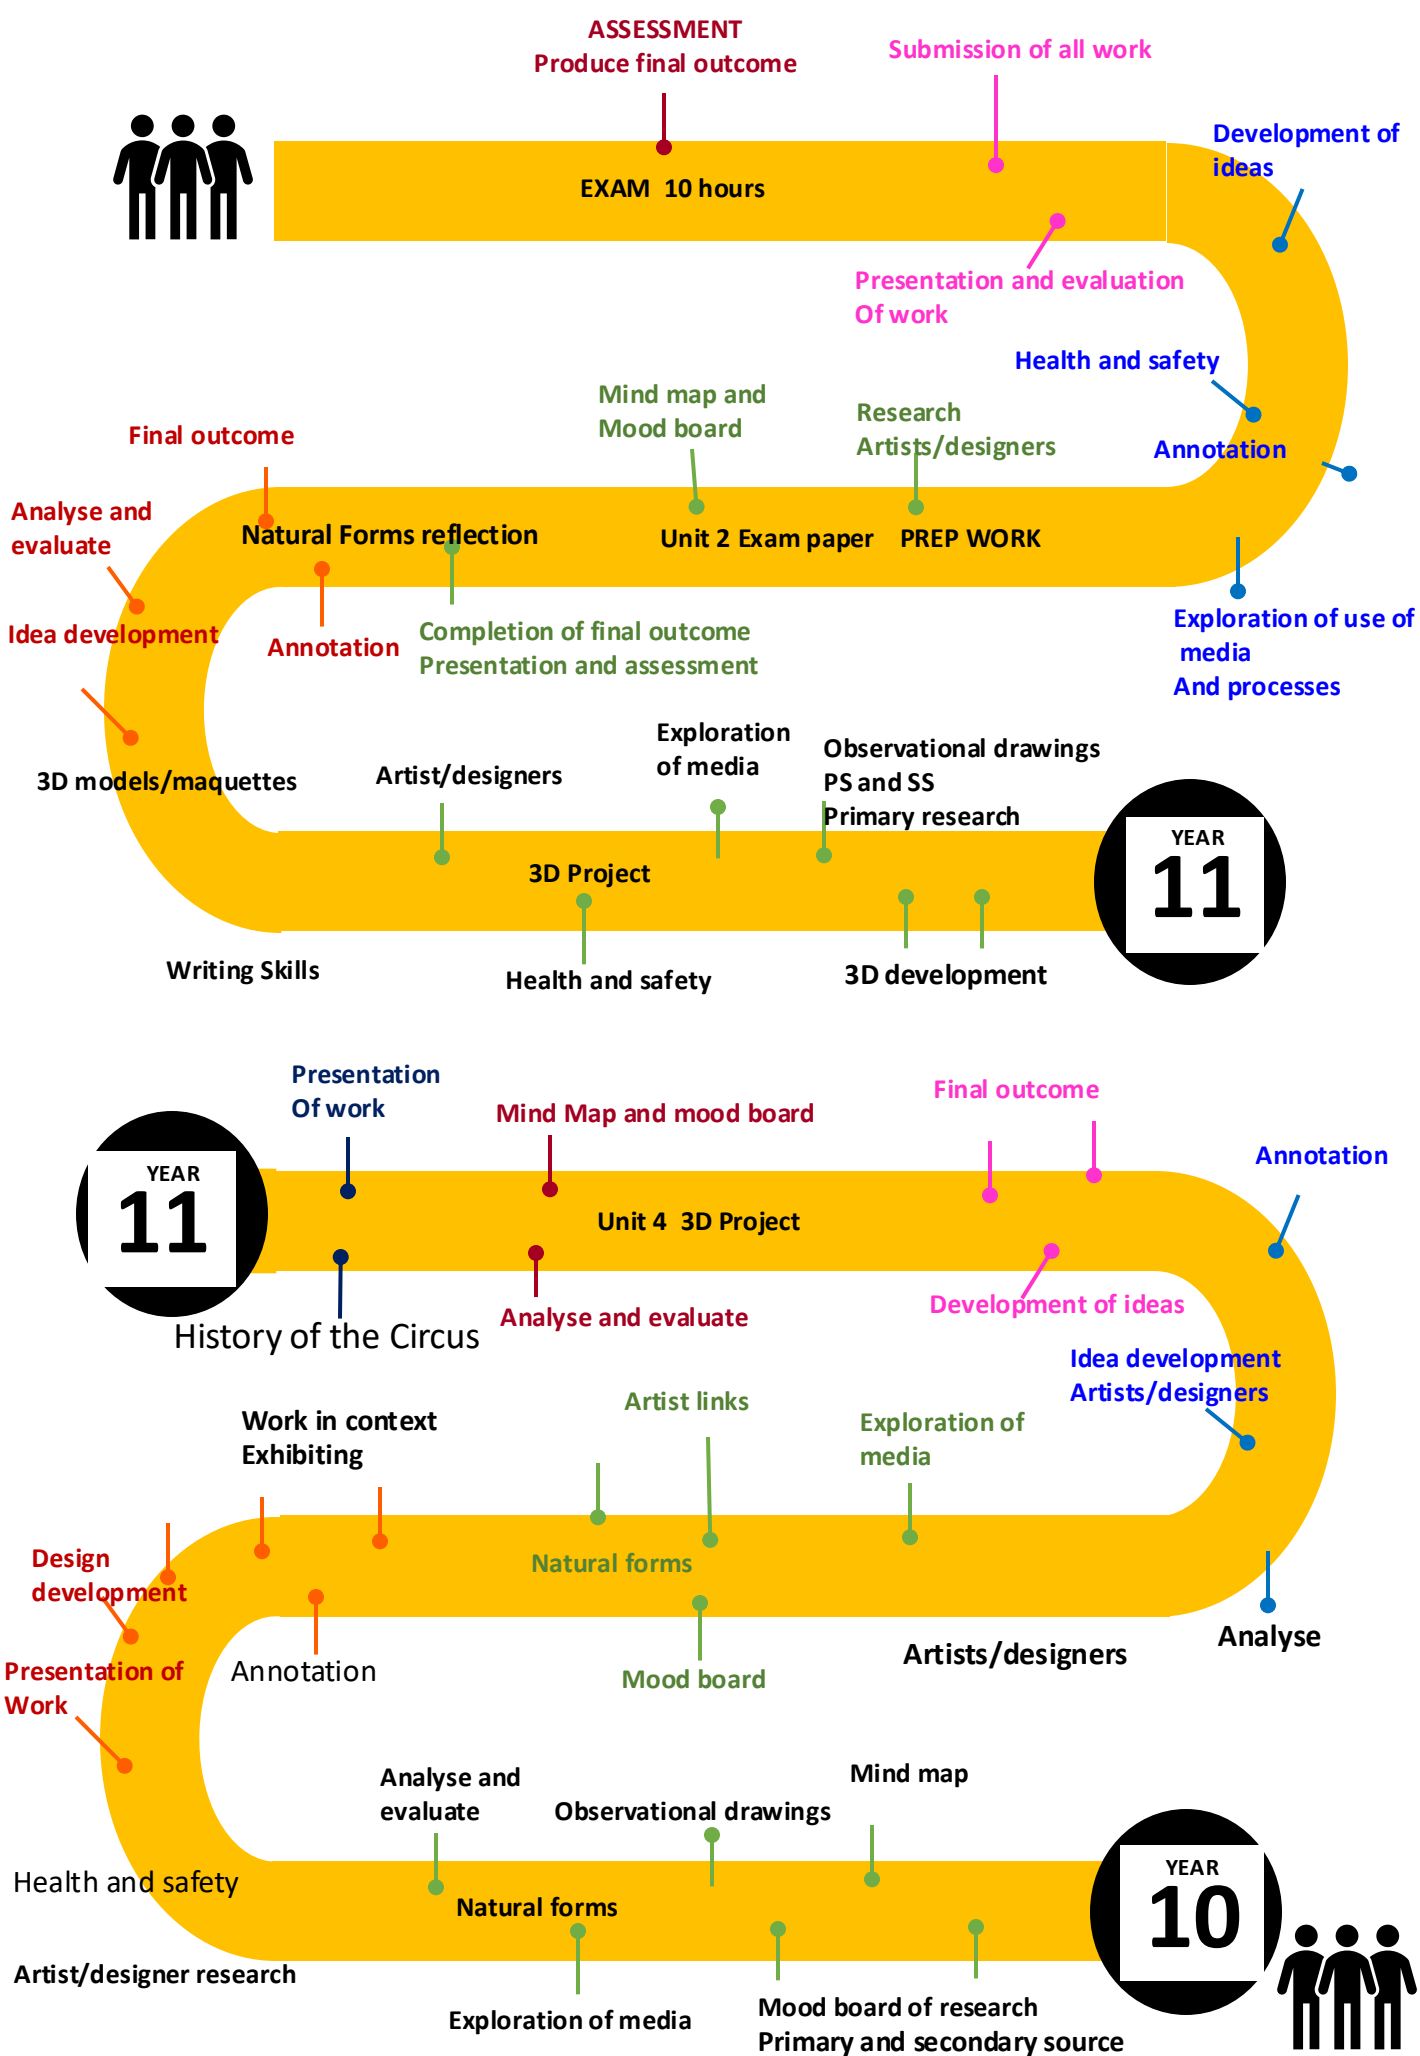 ASSESSMENT
Produce final outcome
Submission of all work
Development of
ideas
EXAM  10 hours
Presentation and evaluation
Of work
Health and safety
Mind map and
Mood board
Research
Artists/designers
Annotation
Final outcome
Analyse and
evaluate
Natural Forms reflection
Unit 2 Exam paper
PREP WORK
Idea development
Annotation
Completion of final outcome
Presentation and assessment
Exploration of use of
media
And processes
3D models/maquettes
Artist/designers
Exploration
of media
Observational drawings
PS and SS
Primary research
YEAR
11
3D Project
Writing Skills
Health and safety
3D development
Presentation
Of work
Mind Map and mood board
Final outcome
Annotation
YEAR
11
Unit 4  3D Project
History of the Circus
Analyse and evaluate
Development of ideas
Idea development
Artists/designers
Work in context
Exhibiting
Artist links
Exploration of
media
Design
development
Natural forms
Presentation of
Work
Annotation
Mood board
Artists/designers
Analyse
Analyse and
evaluate
Observational drawings
Mind map
YEAR
10
Health and safety
Natural forms
Artist/designer research
Exploration of media
Mood board of research
Primary and secondary source